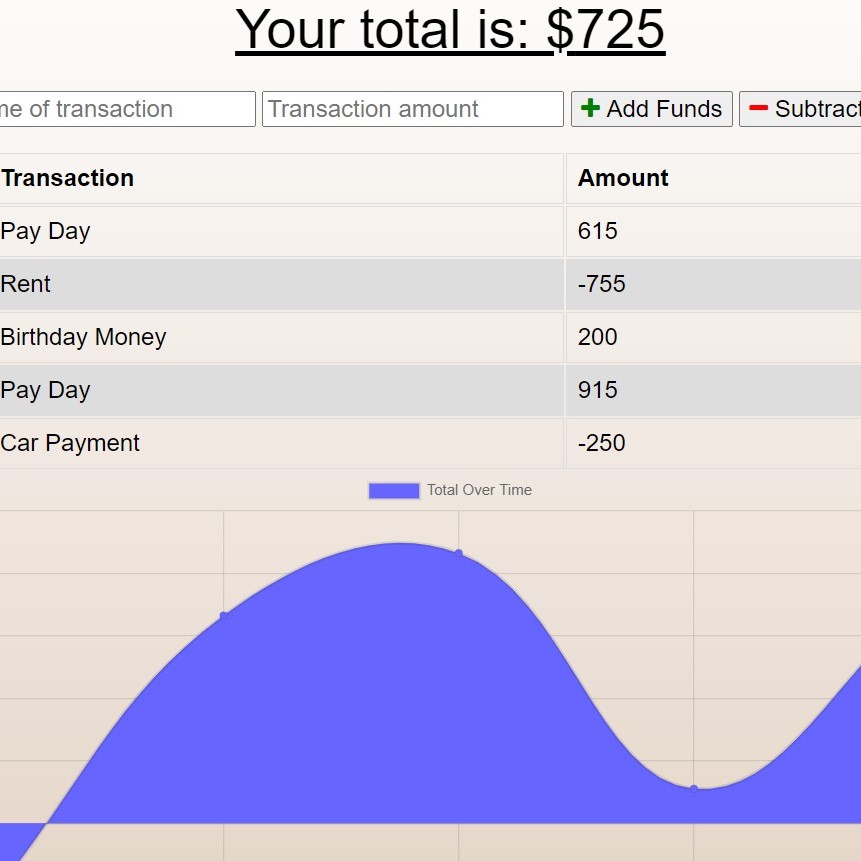 Your total is: $725
me of transaction Transaction amount Add Funds Subtract
Transaction Amount
Pay Day 615
Rent -755
Birthday Money 200
Pay Day 915
Car Payment -250
Total Over Time